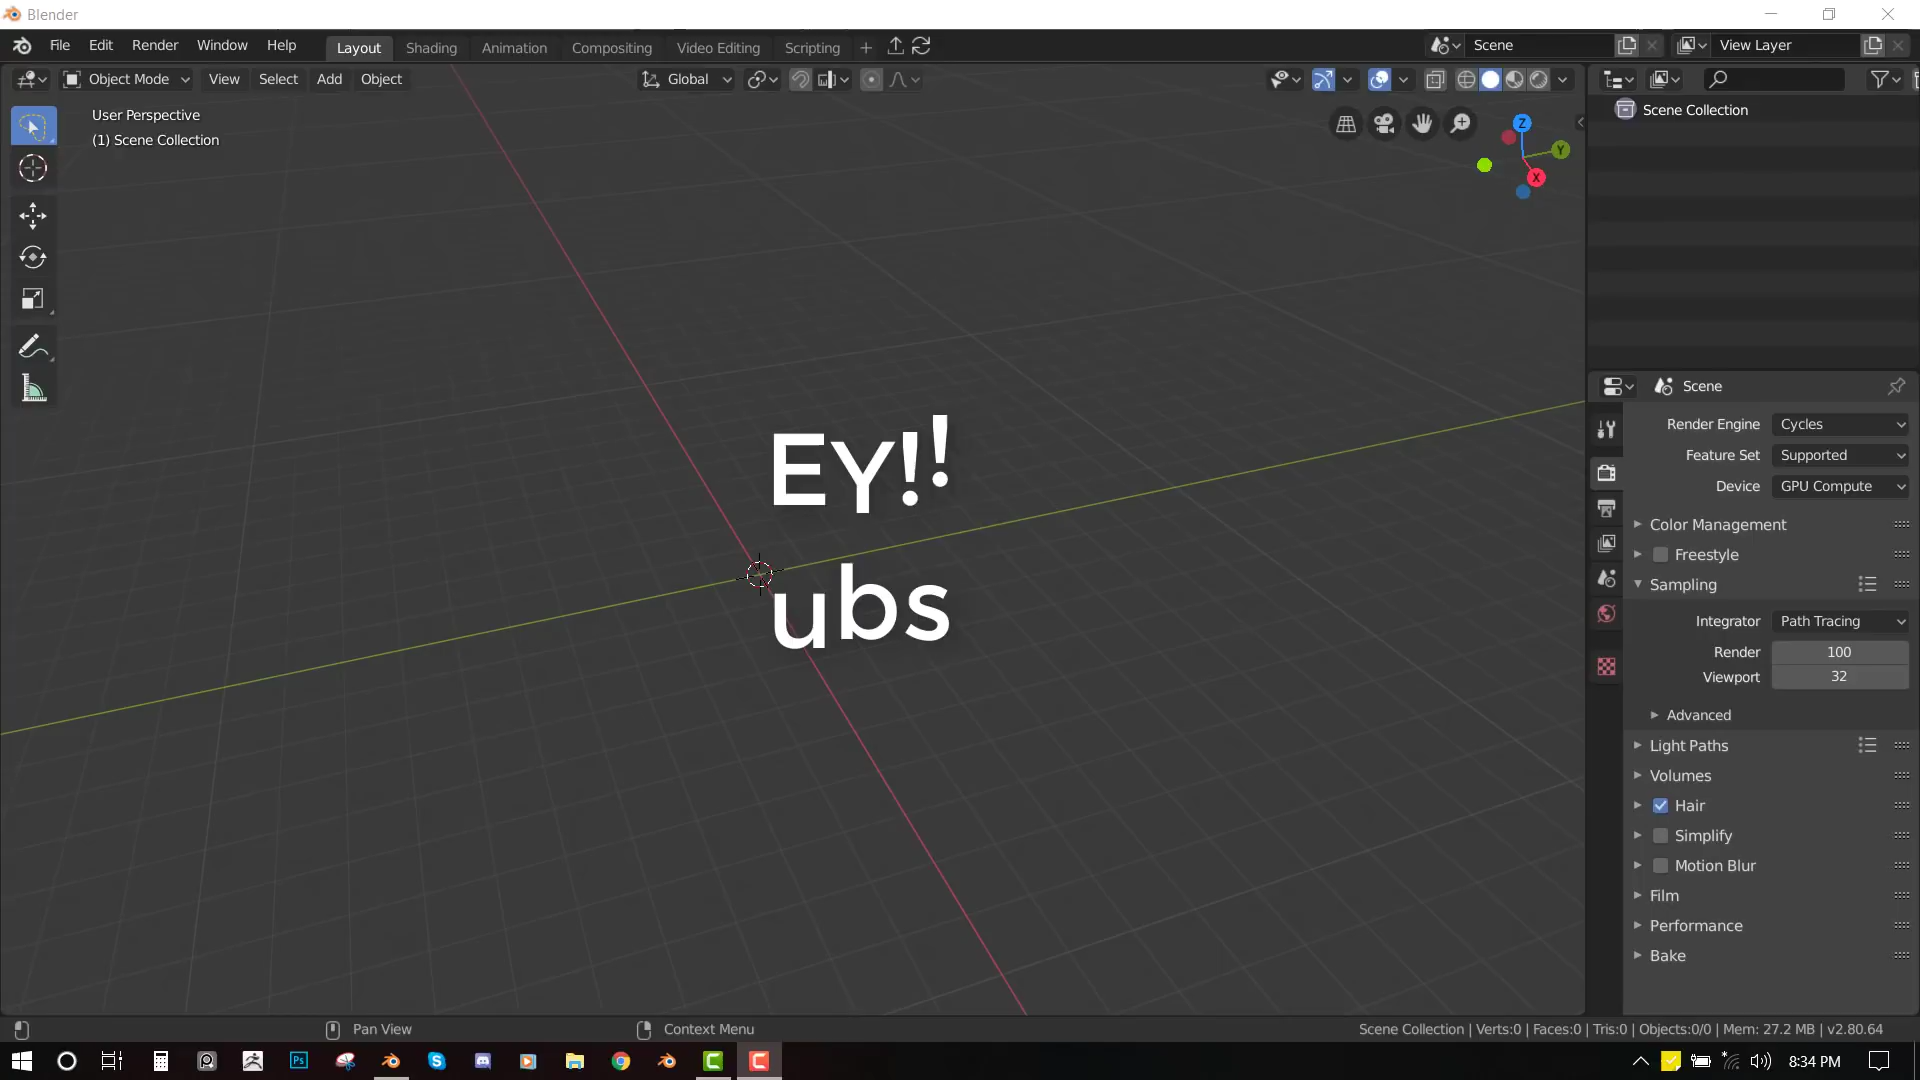 Blender
File Edit Render Window Help Layout Shading Animation Compositing Video Editing Scripting + Scene View Layer
Object Mode View Select Add Object Global
User Perspective
(1) Scene Collection
Z
Y
X
EY!!
ubs
Scene Collection
Scene
Render Engine Cycles
Feature Set Supported
Device GPU Compute
Color Management
Freestyle
Sampling
Integrator Path Tracing
Render 100
Viewport 32
Advanced
Light Paths
Volumes
Hair
Simplify
Motion Blur
Film
Performance
Bake
Pan View Context Menu Scene Collection | Verts:0 | Faces:0 | Tris:0 | Objects:0/0 | Mem: 27.2 MB | v2.80.64
Ps S C C 8:34 PM